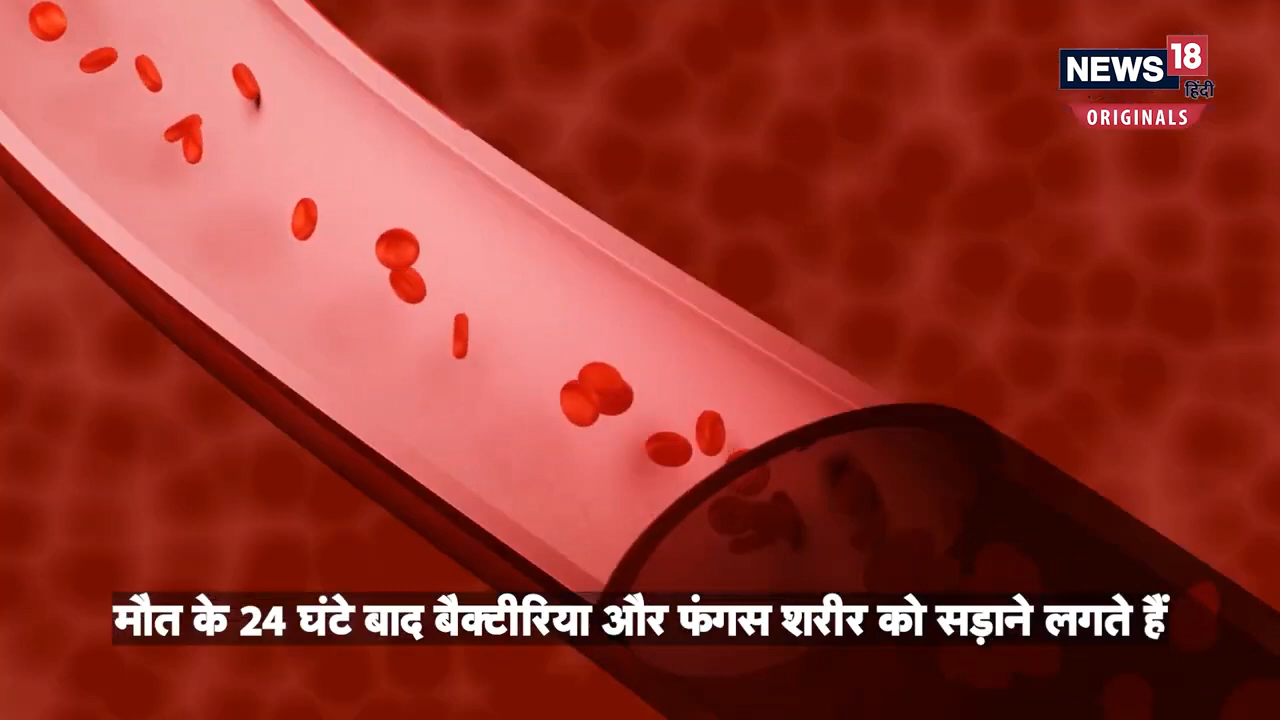 NEWS 18
हिंदी
ORIGINALS
मौत के 24 घंटे बाद बैक्टीरिया और फंगस शरीर को सड़ाने लगते हैं